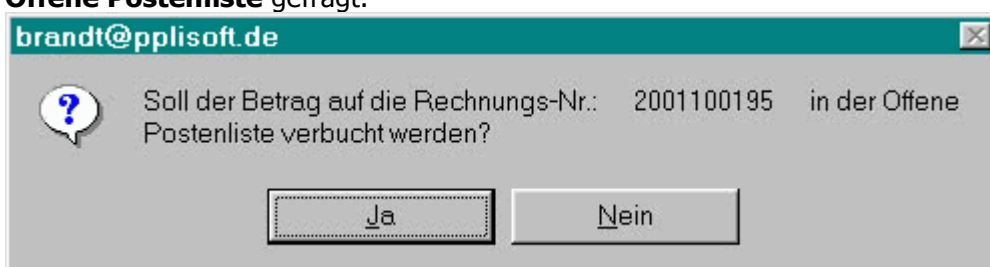 Offene Postenliste gefragt.
brandt@pplisoft.de
Soll der Betrag auf die Rechnungs-Nr.: 2001100195 in der Offene
Postenliste verbucht werden?
Ja Nein